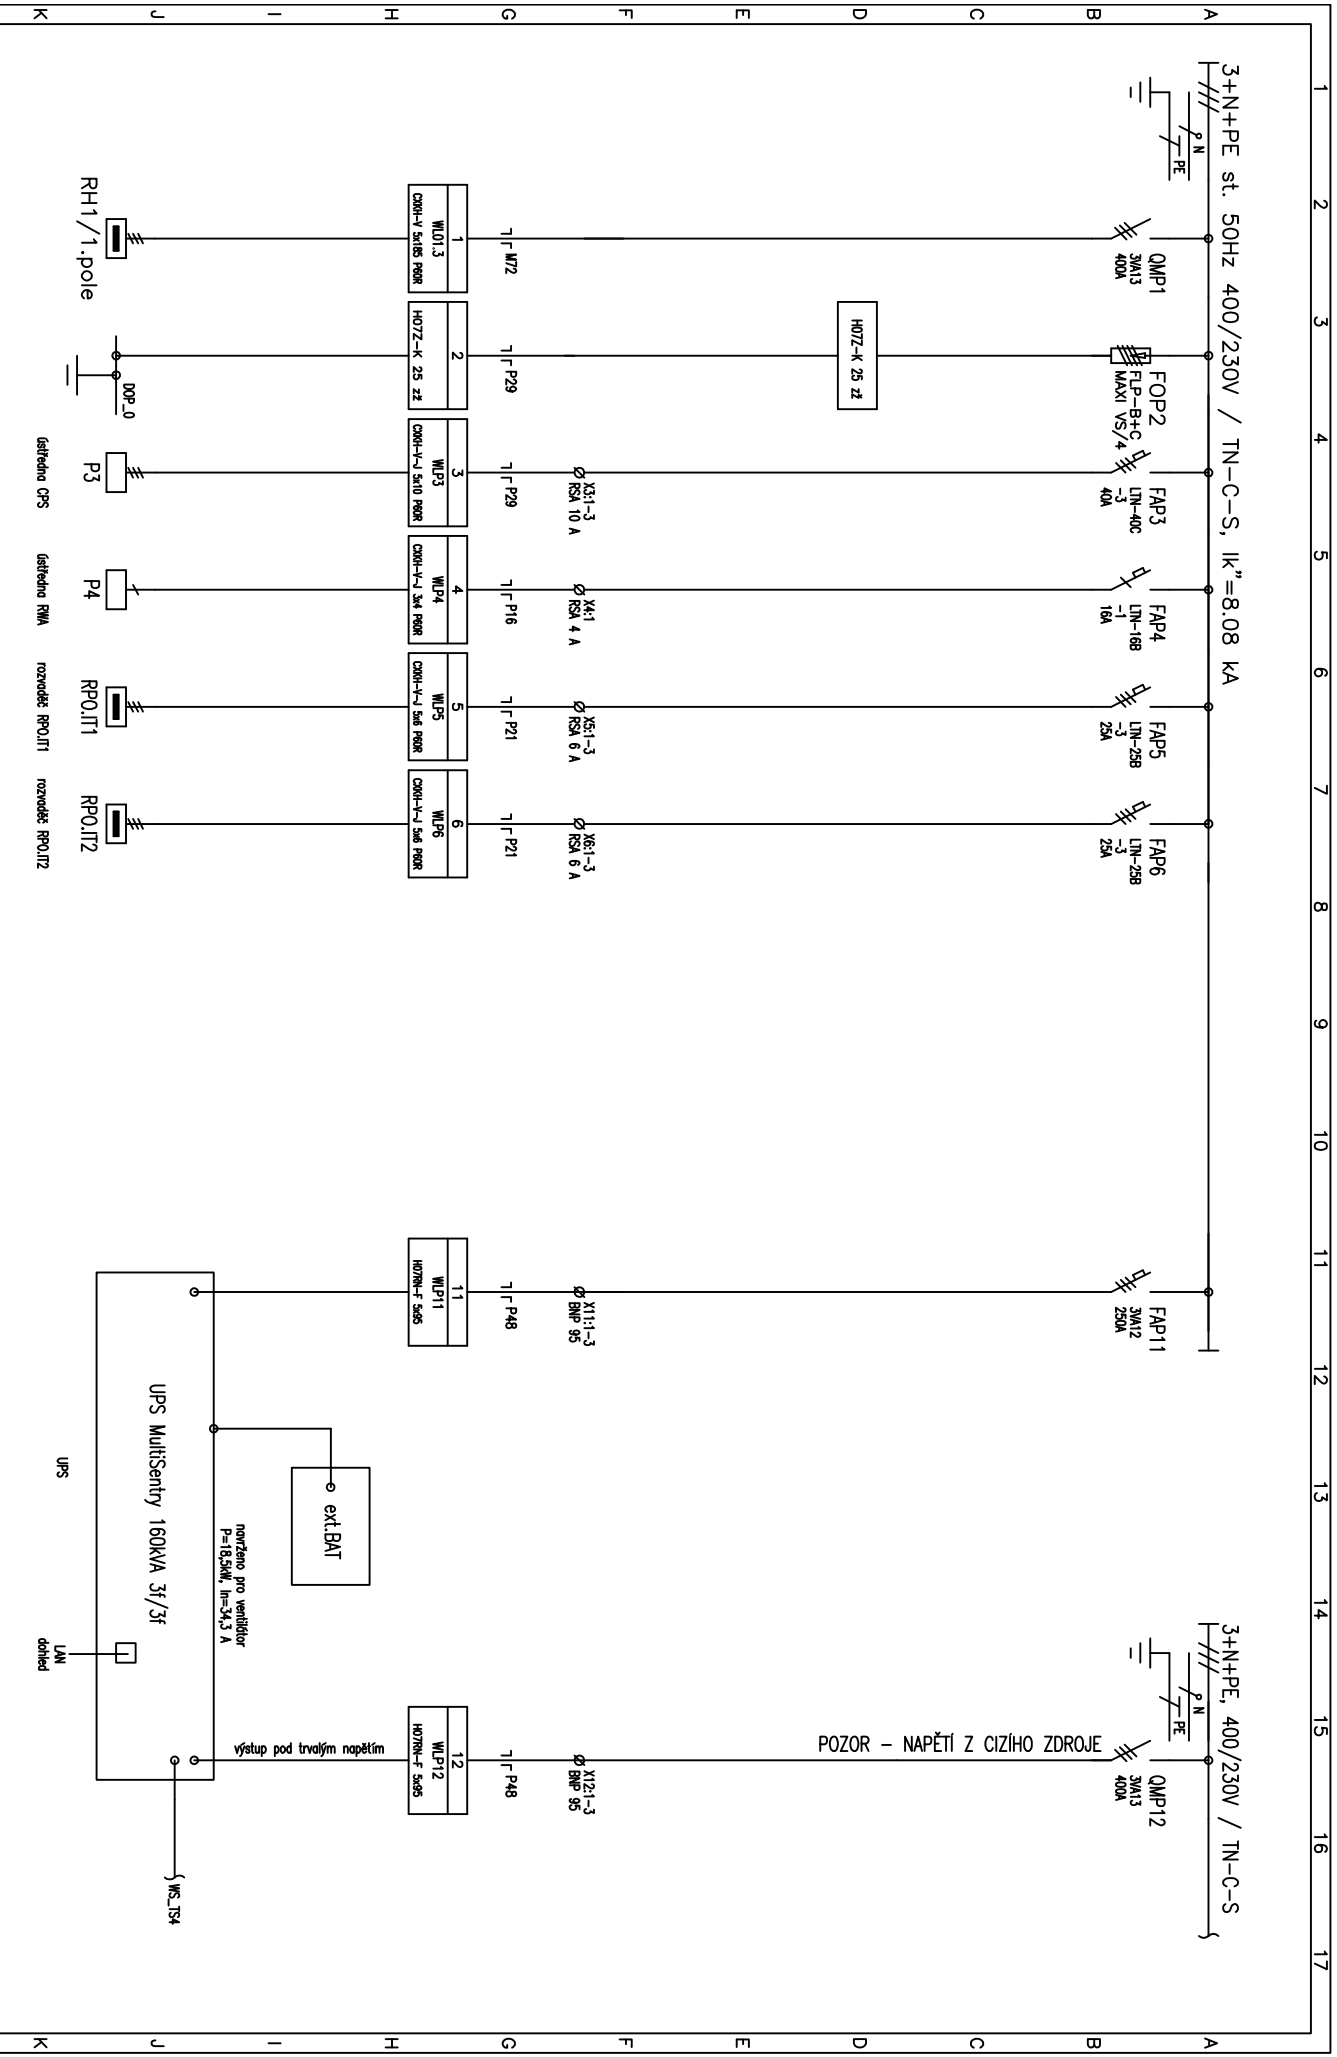 1 2 3 4 5 6 7 8 9 10 11 12 13 14 15 16 17
A
B
C
D
E
F
G
H
I
J
K
A
B
C
D
E
F
G
H
I
J
K
3+N+PE st. 50Hz 400/230V / TN-C-S, Ik"=8.08 kA
N
PE
QMP1
3VA13
400A
M72
1
WL01.3
CXKH-V 5x185 P60R
RH1/1.pole
FOP2
FLP-B+C
MAXI VS/4
H07Z-K 25 zž
P29
2
H07Z-K 25 zž
DOP_0
FAP3
LTN-40C
-3
40A
X3:1-3
RSA 10 A
P29
3
WLP3
CXKH-V-J 5x10 P60R
P3
ústředna CPS
FAP4
LTN-16B
-1
16A
X4:1
RSA 4 A
P16
4
WLP4
CXKH-V-J 3x4 P60R
P4
ústředna RWA
FAP5
LTN-25B
-3
25A
X5:1-3
RSA 6 A
P21
5
WLP5
CXKH-V-J 5x6 P60R
RPO.IT1
rozvaděč RPO.IT1
FAP6
LTN-25B
-3
25A
X6:1-3
RSA 6 A
P21
6
WLP6
CXKH-V-J 5x6 P60R
RPO.IT2
rozvaděč RPO.IT2
FAP11
3VA12
250A
X11:1-3
BNP 95
P48
11
WLP11
H07RN-F 5x95
ext.BAT
navrženo pro ventilátor
P=18,5kW, In=34,3 A
UPS MultiSentry 160kVA 3f/3f
UPS
LAN
dohled
3+N+PE, 400/230V / TN-C-S
N
PE
QMP12
3VA13
400A
POZOR - NAPĚTÍ Z CIZÍHO ZDROJE
X12:1-3
BNP 95
P48
12
WLP12
H07RN-F 5x95
výstup pod trvalým napětím
WS_TS4